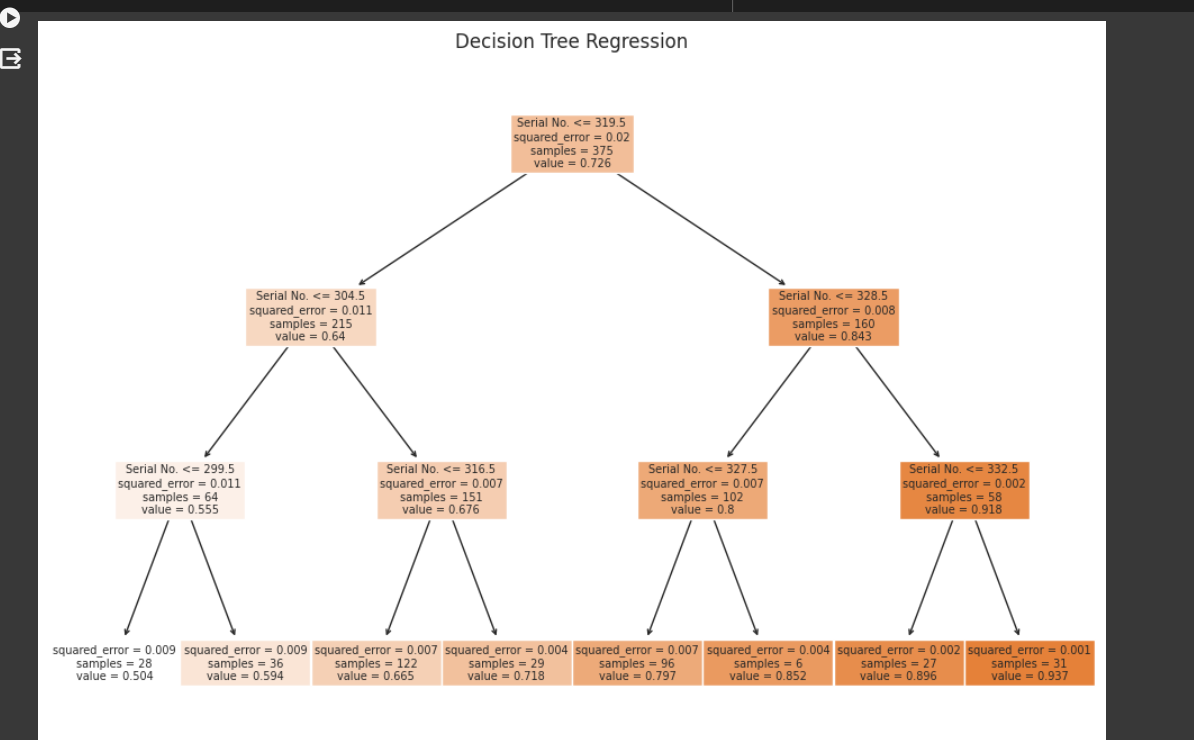 Decision Tree Regression
Serial No. <= 319.5
squared_error = 0.02
samples = 375
value = 0.726
Serial No. <= 304.5
squared_error = 0.011
samples = 215
value = 0.64
Serial No. <= 328.5
squared_error = 0.008
samples = 160
value = 0.843
Serial No. <= 299.5
squared_error = 0.011
samples = 64
value = 0.555
Serial No. <= 316.5
squared_error = 0.007
samples = 151
value = 0.676
Serial No. <= 327.5
squared_error = 0.007
samples = 102
value = 0.8
Serial No. <= 332.5
squared_error = 0.002
samples = 58
value = 0.918
squared_error = 0.009
samples = 28
value = 0.504
squared_error = 0.009
samples = 36
value = 0.594
squared_error = 0.007
samples = 122
value = 0.665
squared_error = 0.004
samples = 29
value = 0.718
squared_error = 0.007
samples = 96
value = 0.797
squared_error = 0.004
samples = 6
value = 0.852
squared_error = 0.002
samples = 27
value = 0.896
squared_error = 0.001
samples = 31
value = 0.937